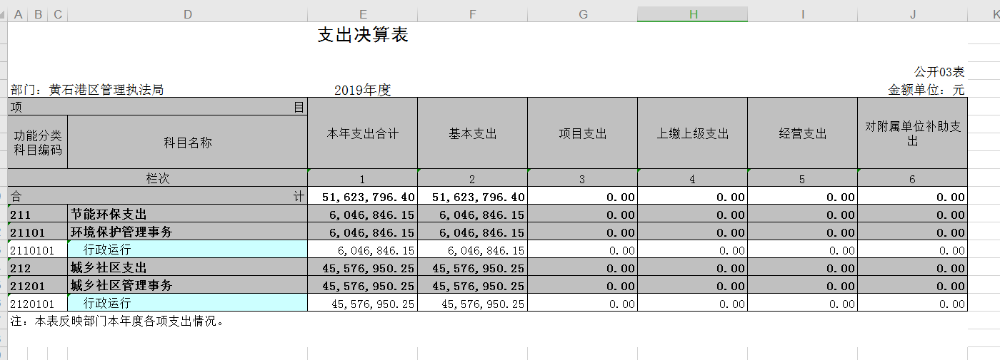 A B C D E F G H I J K
支出决算表
公开03表
部门：黄石港区管理执法局 2019年度 金额单位：元
项 目 本年支出合计 基本支出 项目支出 上缴上级支出 经营支出 对附属单位补助支出
功能分类科目编码 科目名称
栏次 1 2 3 4 5 6
合 计 51,623,796.40 51,623,796.40 0.00 0.00 0.00 0.00
211 节能环保支出 6,046,846.15 6,046,846.15 0.00 0.00 0.00 0.00
21101 环境保护管理事务 6,046,846.15 6,046,846.15 0.00 0.00 0.00 0.00
2110101 行政运行 6,046,846.15 6,046,846.15 0.00 0.00 0.00 0.00
212 城乡社区支出 45,576,950.25 45,576,950.25 0.00 0.00 0.00 0.00
21201 城乡社区管理事务 45,576,950.25 45,576,950.25 0.00 0.00 0.00 0.00
2120101 行政运行 45,576,950.25 45,576,950.25 0.00 0.00 0.00 0.00
注：本表反映部门本年度各项支出情况。